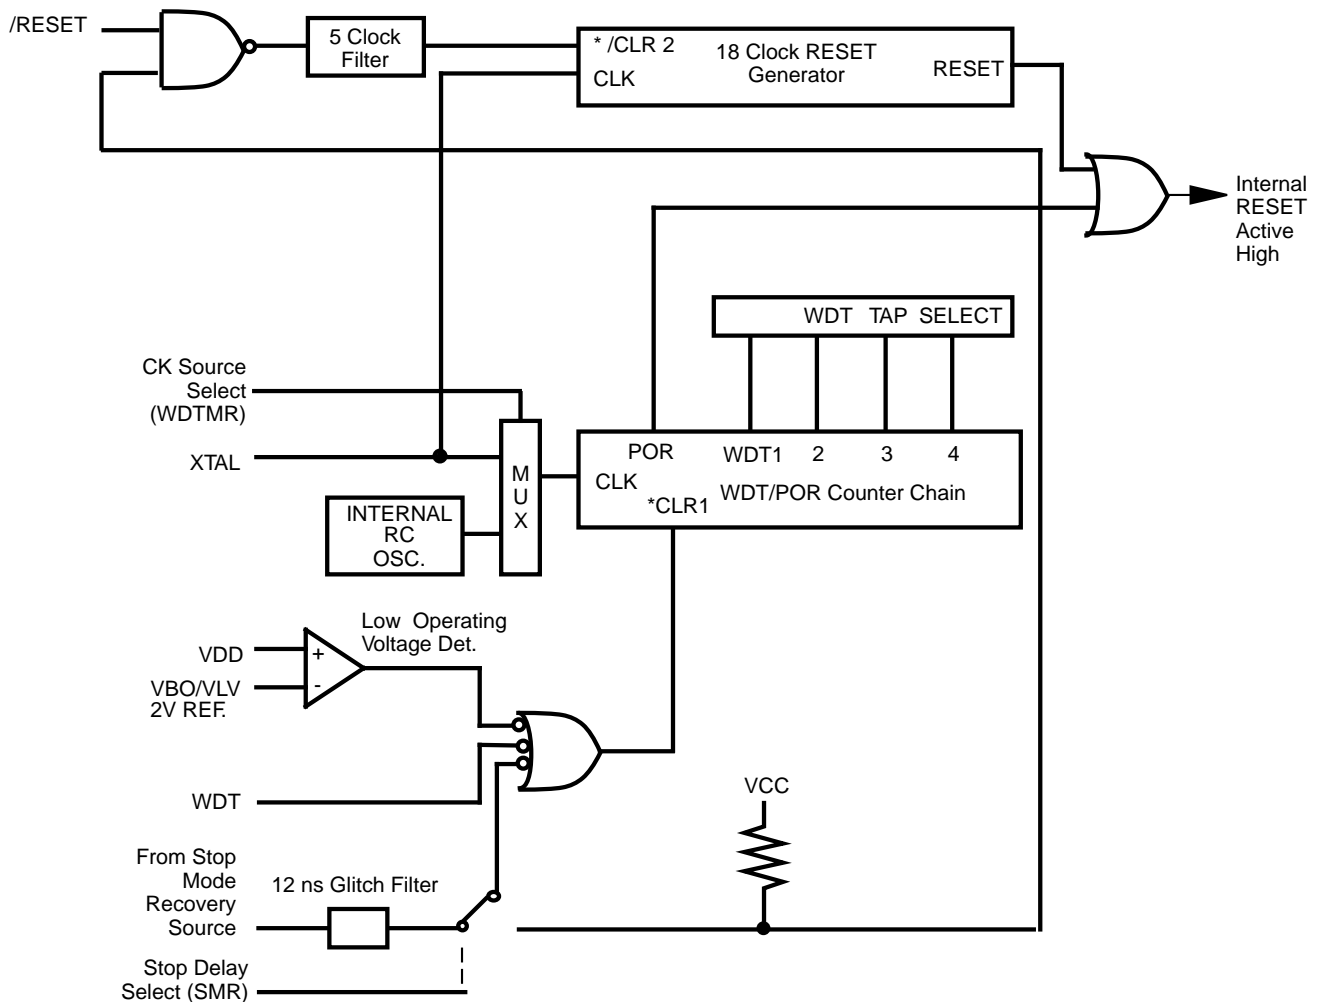 /RESET
5 Clock
Filter
* /CLR 2
CLK
18 Clock RESET
Generator
RESET
Internal
RESET
Active
High
WDT TAP SELECT
CK Source
Select
(WDTMR)
XTAL
M
U
X
INTERNAL
RC
OSC.
POR
WDT1
2
3
4
CLK
WDT/POR Counter Chain
*CLR1
Low Operating
Voltage Det.
VDD
+
VBO/VLV
2V REF.
-
WDT
VCC
From Stop
Mode
Recovery
Source
12 ns Glitch Filter
Stop Delay
Select (SMR)